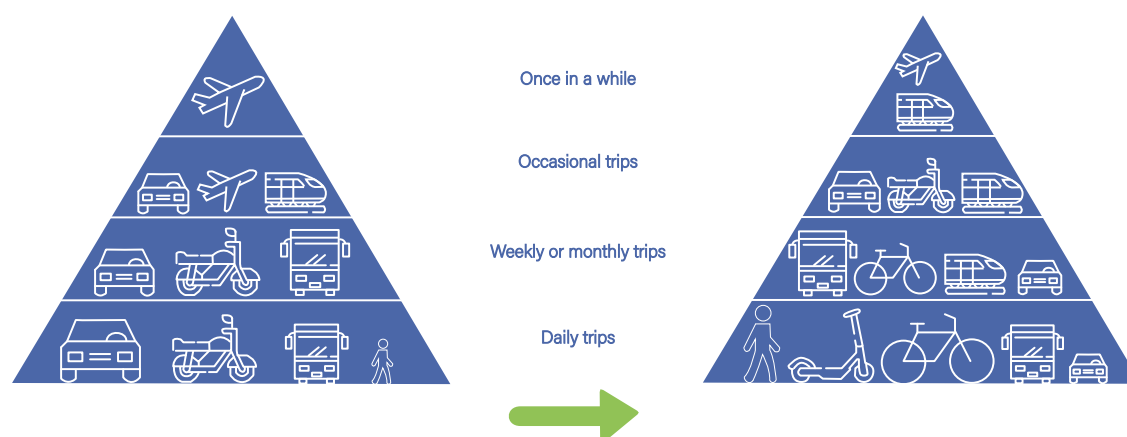 Once in a while
Occasional trips
Weekly or monthly trips
Daily trips